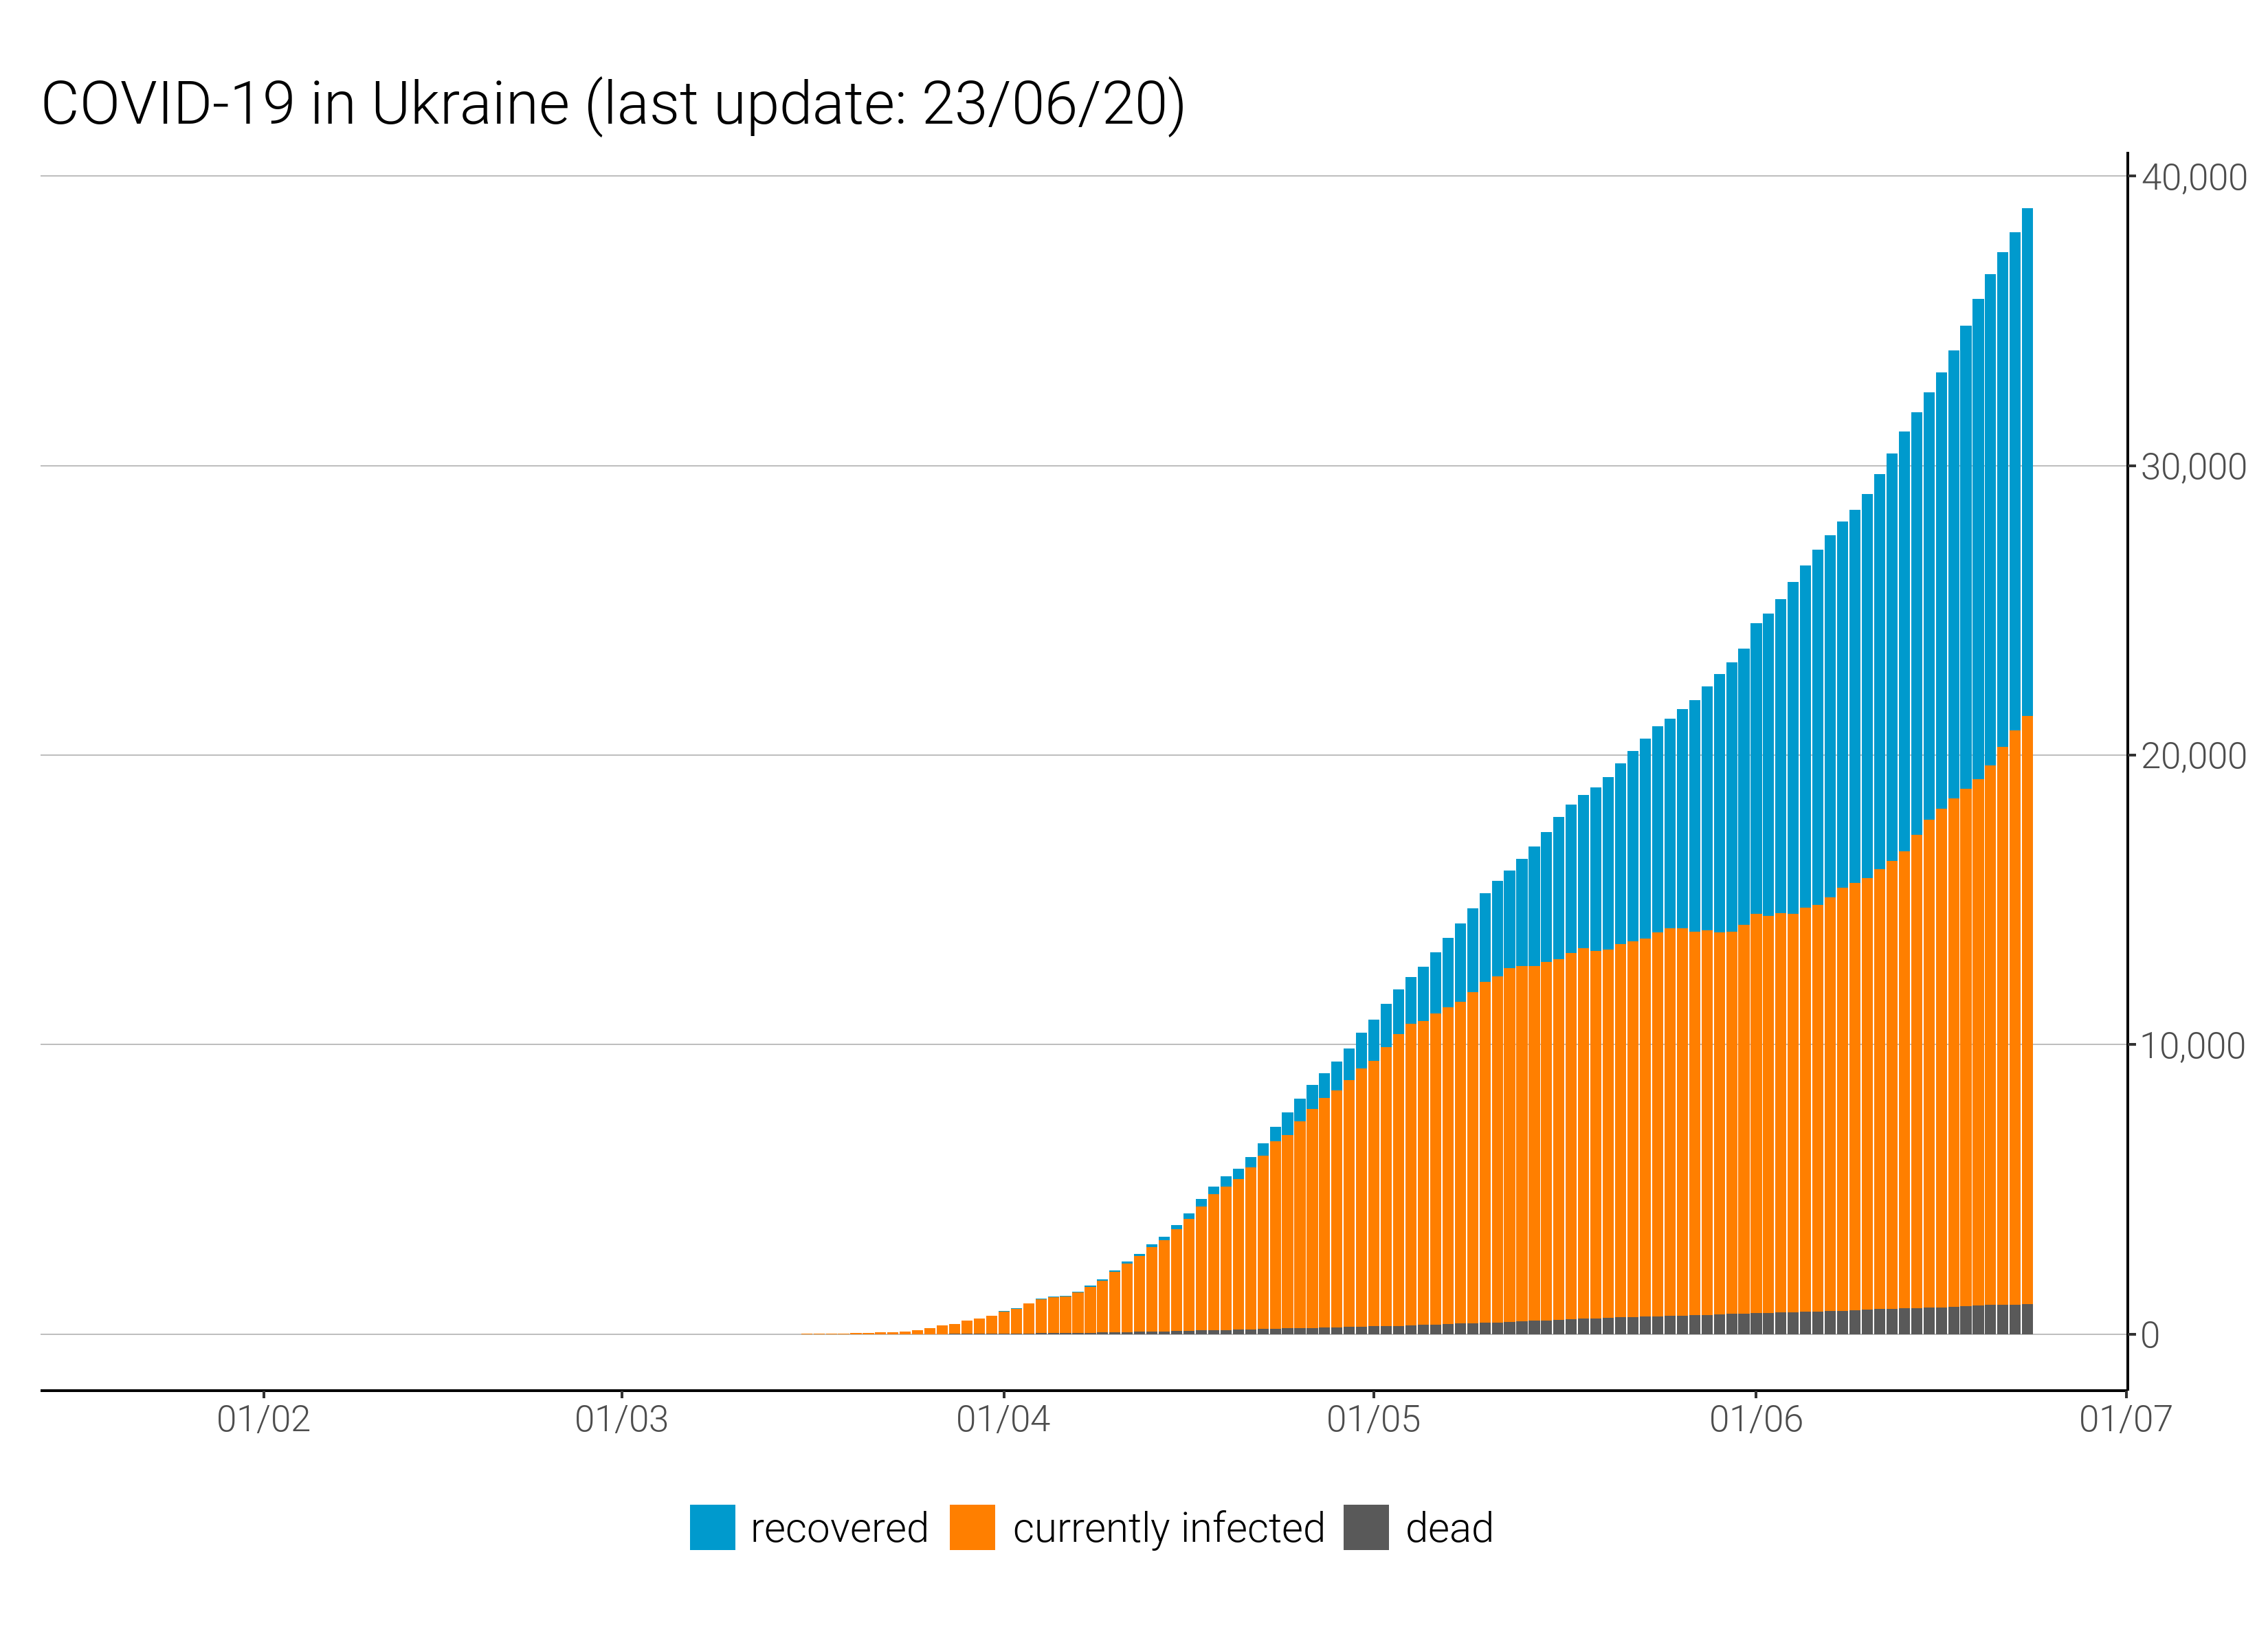 COVID-19 in Ukraine (last update: 23/06/20)
40,000
30,000
20,000
10,000
0
01/02 01/03 01/04 01/05 01/06 01/07
recovered currently infected dead